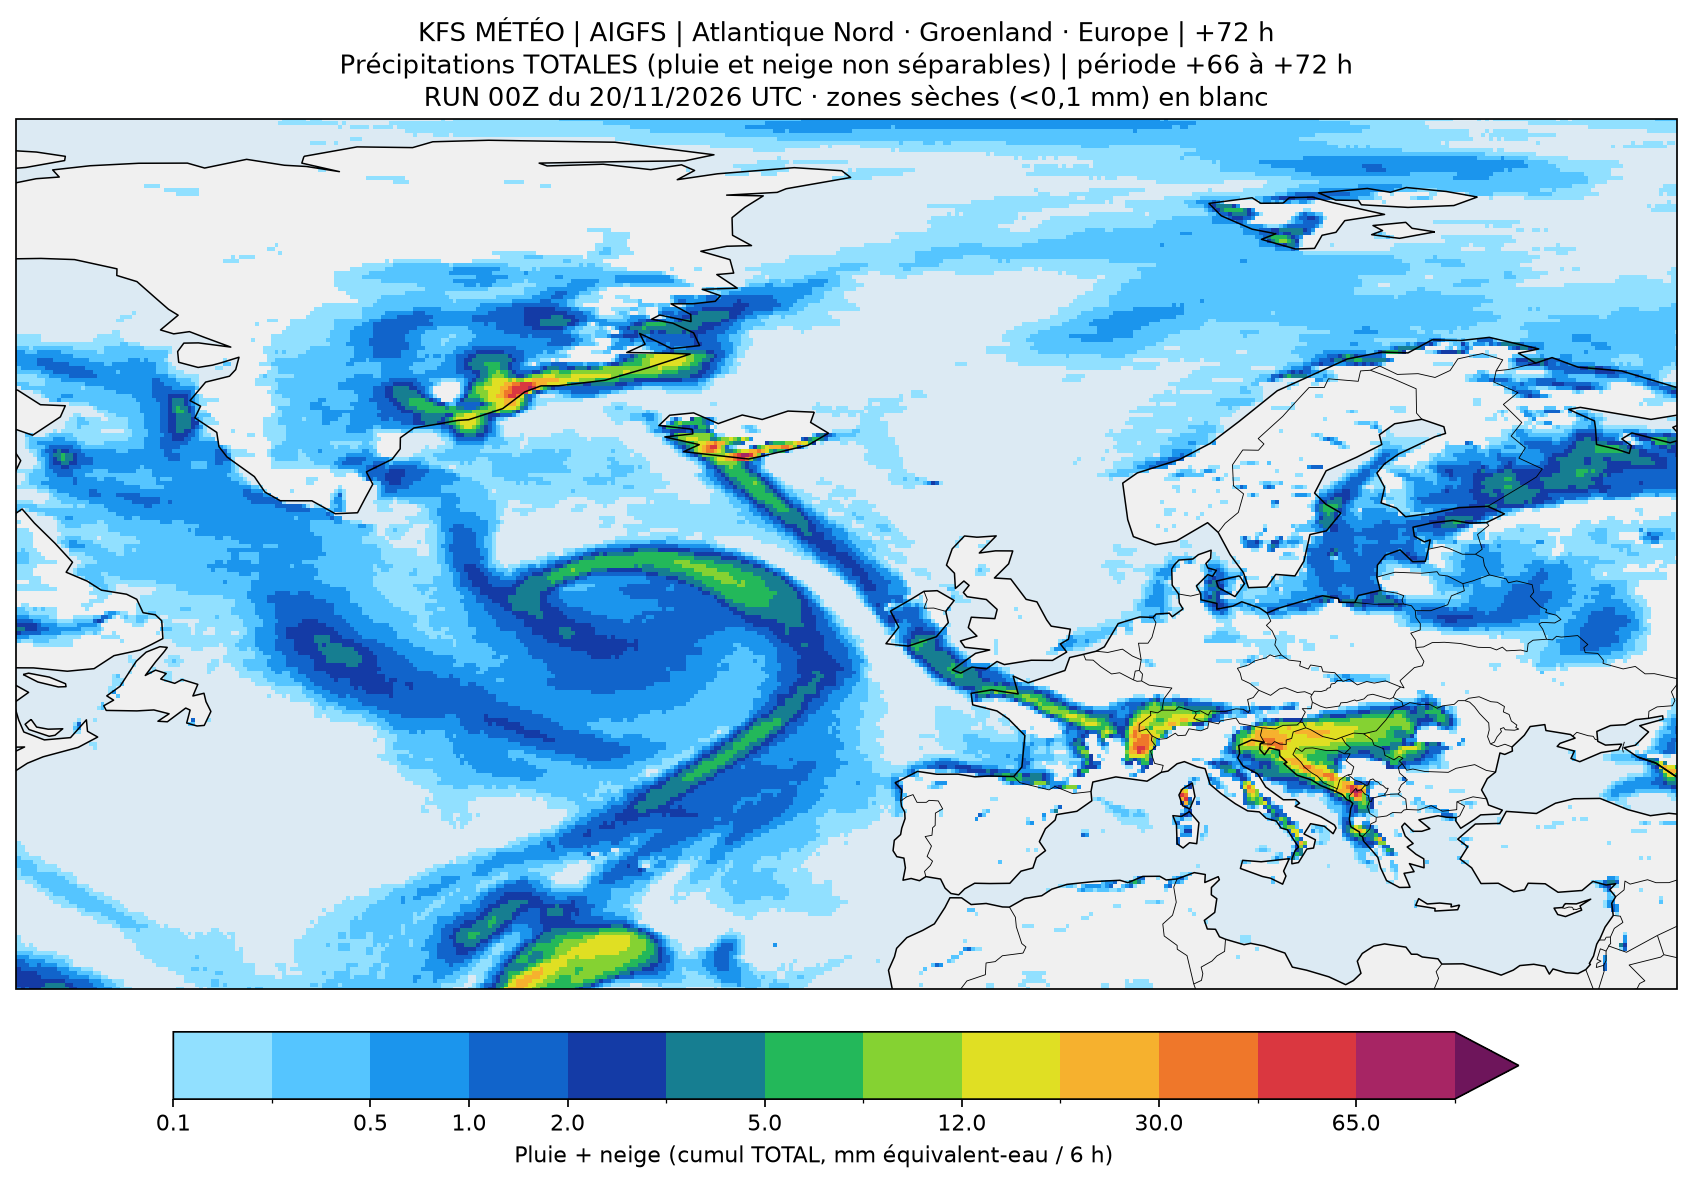 KFS MÉTÉO | AIGFS | Atlantique Nord · Groenland · Europe | +72 h
Précipitations TOTALES (pluie et neige non séparables) | période +66 à +72 h
RUN 00Z du 20/11/2026 UTC · zones sèches (<0,1 mm) en blanc
0.1 0.5 1.0 2.0 5.0 12.0 30.0 65.0
Pluie + neige (cumul TOTAL, mm équivalent-eau / 6 h)